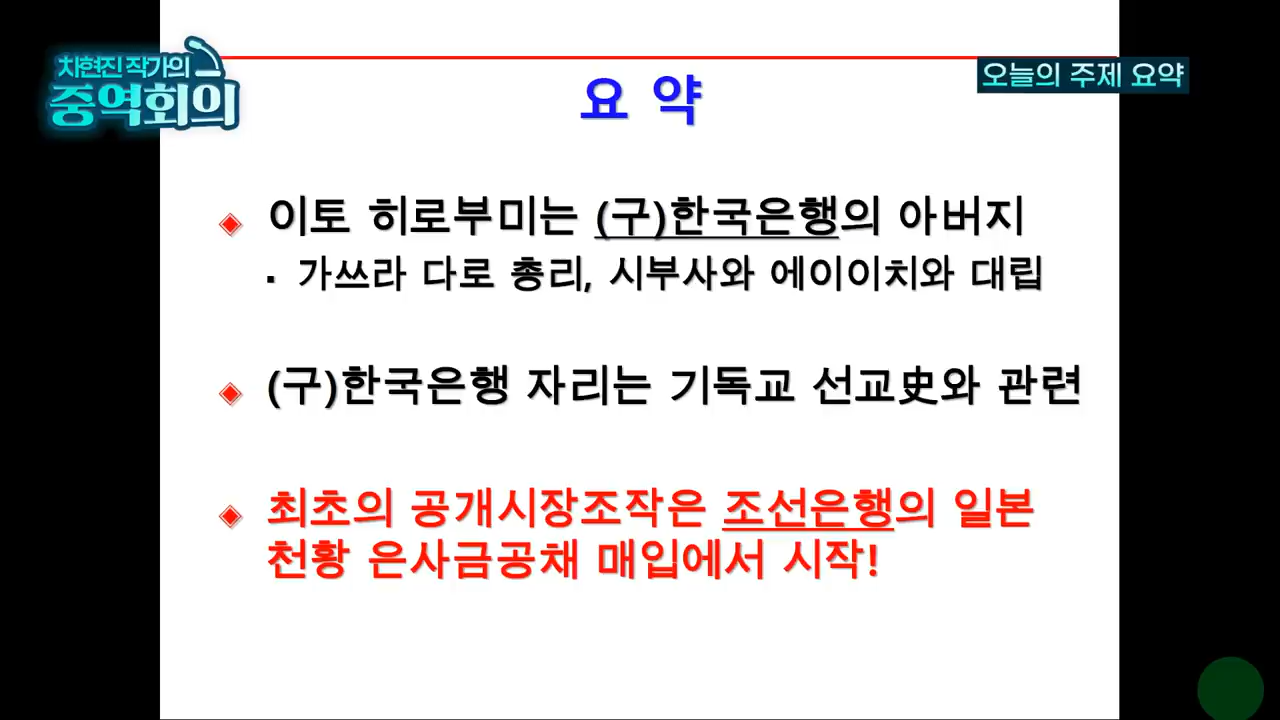 차현진 작가의
중역회의
오늘의 주제 요약
요 약
이토 히로부미는 (구)한국은행의 아버지
가쓰라 다로 총리, 시부사와 에이이치와 대립
(구)한국은행 자리는 기독교 선교史와 관련
최초의 공개시장조작은 조선은행의 일본
천황 은사금공채 매입에서 시작!